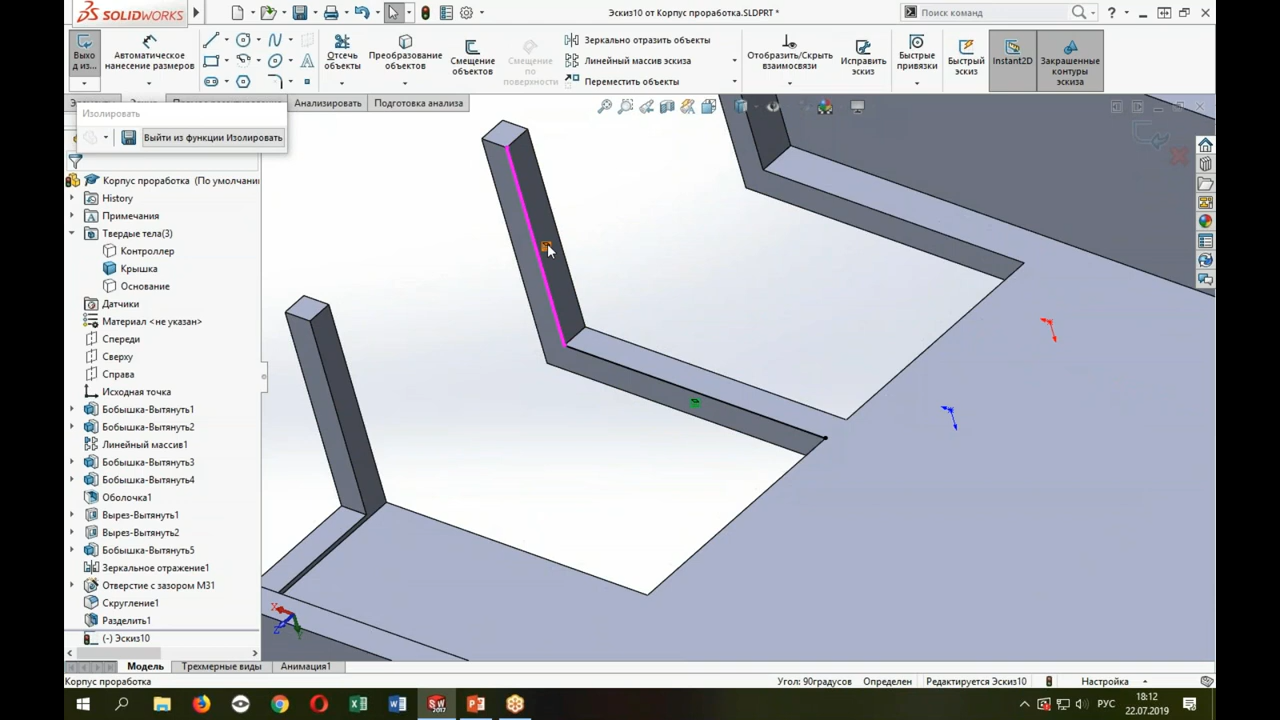 SOLIDWORKS
Эскиз10 от Корпус проработка.SLDPRT *
Поиск команд
?
Выхо
д из...
Автоматическое
нанесение размеров
Отсечь
объекты
Преобразование
объектов
Смещение
объектов
Смещение
по
поверхности
Зеркально отразить объекты
Линейный массив эскиза
Переместить объекты
Отобразить/Скрыть
взаимосвязи
Исправить
эскиз
Быстрые
привязки
Быстрый
эскиз
Instant2D
Закрашенные
контуры
эскиза
Анализировать
Подготовка анализа
Изолировать
Выйти из функции Изолировать
Корпус проработка (По умолчани
History
Примечания
Твердые тела(3)
Контроллер
Крышка
Основание
Датчики
Материал <не указан>
Спереди
Сверху
Справа
Исходная точка
Бобышка-Вытянуть1
Бобышка-Вытянуть2
Линейный массив1
Бобышка-Вытянуть3
Бобышка-Вытянуть4
Оболочка1
Вырез-Вытянуть1
Вырез-Вытянуть2
Бобышка-Вытянуть5
Зеркальное отражение1
Отверстие с зазором M31
Скругление1
Разделить1
(-) Эскиз10
X
Z
Модель
Трехмерные виды
Анимация1
Корпус проработка
Угол: 90градусов
Определен
Редактируется Эскиз10
Настройка
РУС
18:12
22.07.2019